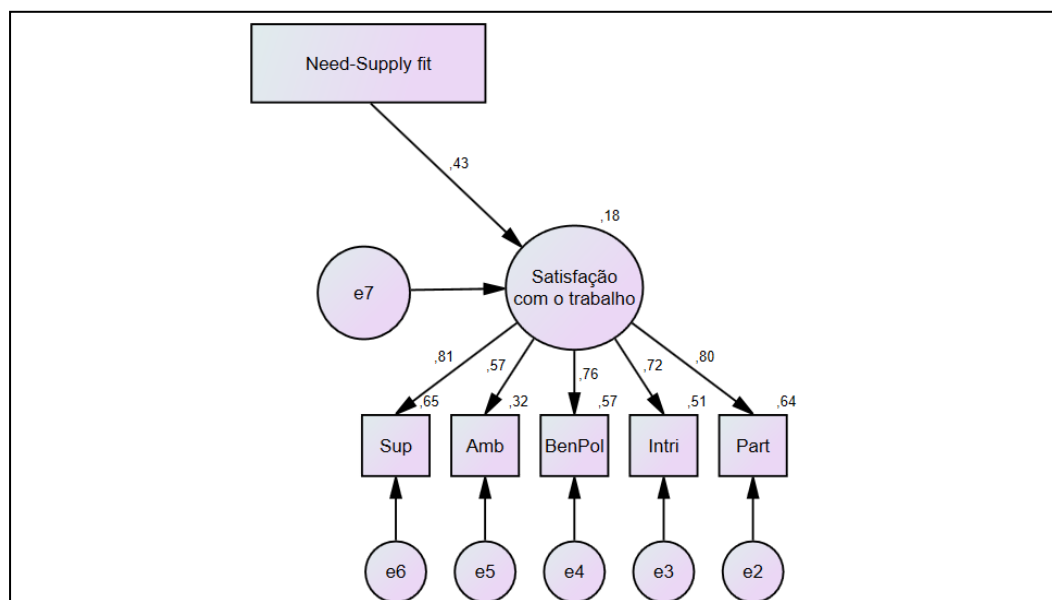 Need-Supply fit
,43
,18
Satisfação
com o trabalho
e7
,81
,57
,76
,72
,80
,65
,32
,57
,51
,64
Sup
Amb
BenPol
Intri
Part
e6
e5
e4
e3
e2